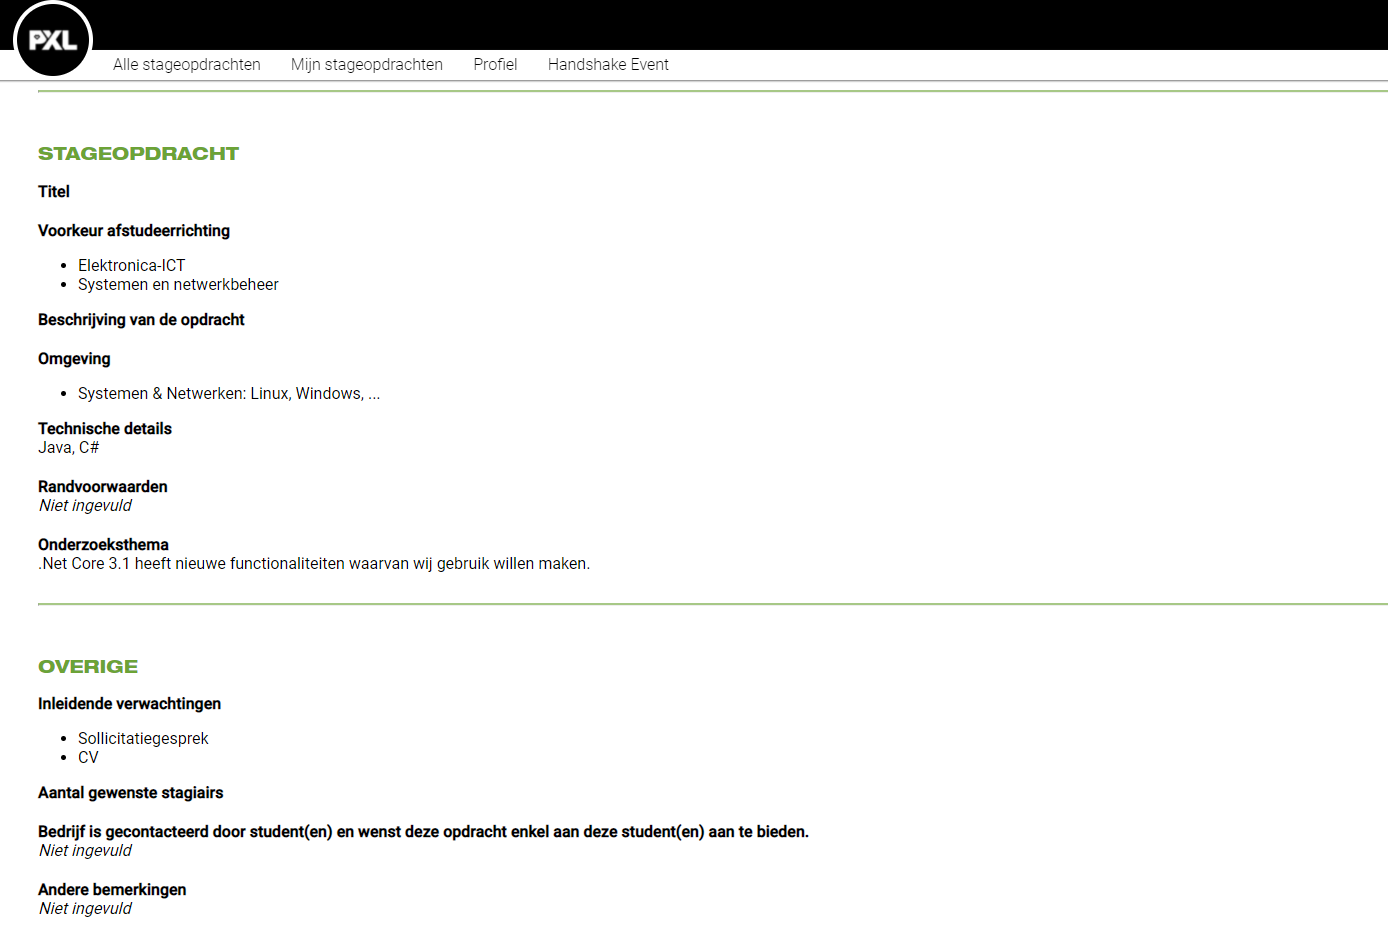 PXL
Alle stageopdrachten Mijn stageopdrachten Profiel Handshake Event
STAGEOPDRACHT
Titel
Voorkeur afstudeerrichting
• Elektronica-ICT
• Systemen en netwerkbeheer
Beschrijving van de opdracht
Omgeving
• Systemen & Netwerken: Linux, Windows, ...
Technische details
Java, C#
Randvoorwaarden
Niet ingevuld
Onderzoeksthema
.Net Core 3.1 heeft nieuwe functionaliteiten waarvan wij gebruik willen maken.
OVERIGE
Inleidende verwachtingen
• Sollicitatiegesprek
• CV
Aantal gewenste stagiairs
Bedrijf is gecontacteerd door student(en) en wenst deze opdracht enkel aan deze student(en) aan te bieden.
Niet ingevuld
Andere bemerkingen
Niet ingevuld